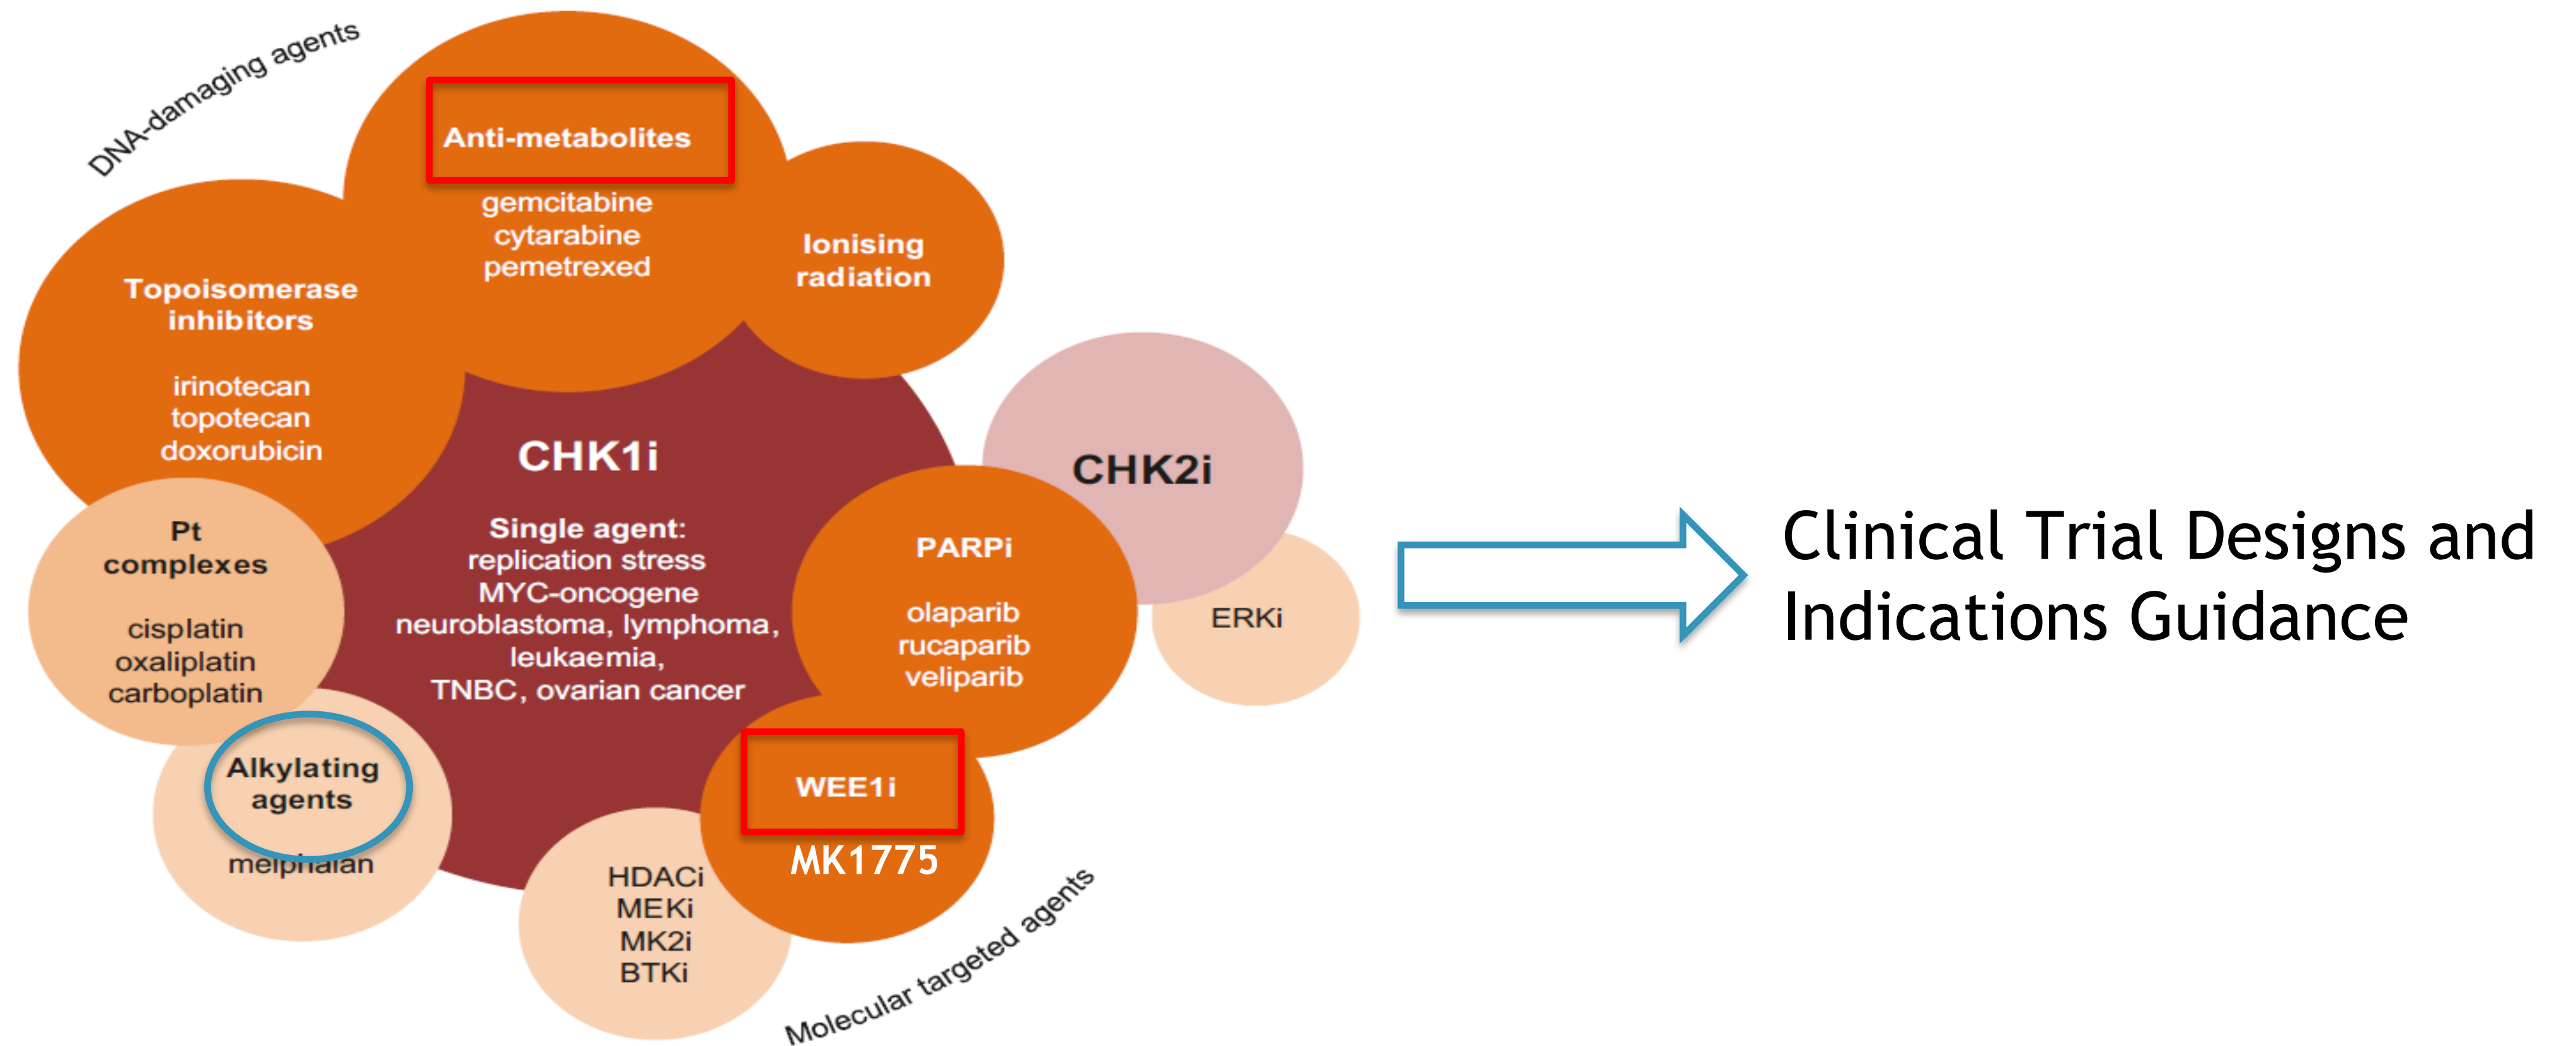 DNA-damaging agents
Anti-metabolites
gemcitabine
cytarabine
pemetrexed
Ionising
radiation
Topoisomerase
inhibitors
irinotecan
topotecan
doxorubicin
CHK1i
Single agent:
replication stress
MYC-oncogene
neuroblastoma, lymphoma,
leukaemia,
TNBC, ovarian cancer
CHK2i
PARPi
olaparib
rucaparib
veliparib
ERKi
Pt
complexes
cisplatin
oxaliplatin
carboplatin
Alkylating
agents
melphalan
HDACi
MEKi
MK2i
BTKi
WEE1i
MK1775
Molecular targeted agents
Clinical Trial Designs and
Indications Guidance